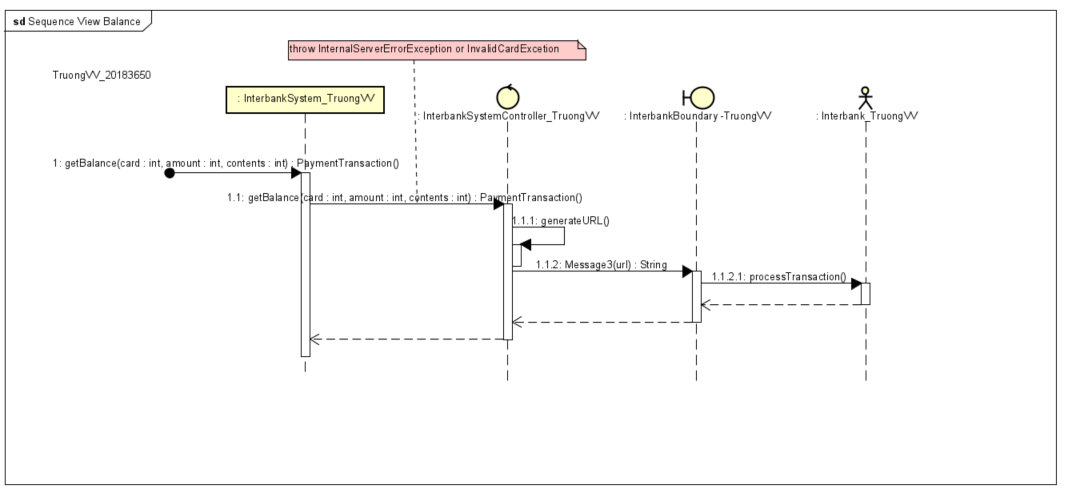 sd Sequence View Balance
throw InternalServerErrorException or InvalidCardExcetion
TruongVV_20183650
: InterbankSystem_TruongVV
: InterbankSystemController_TruongVV
: InterbankBoundary -TruongVV
: Interbank_TruongVV
1: getBalance(card : int, amount : int, contents : int) : PaymentTransaction()
1.1: getBalance(card : int, amount : int, contents : int) : PaymentTransaction()
1.1.1: generateURL()
1.1.2: Message3(url) : String
1.1.2.1: processTransaction()